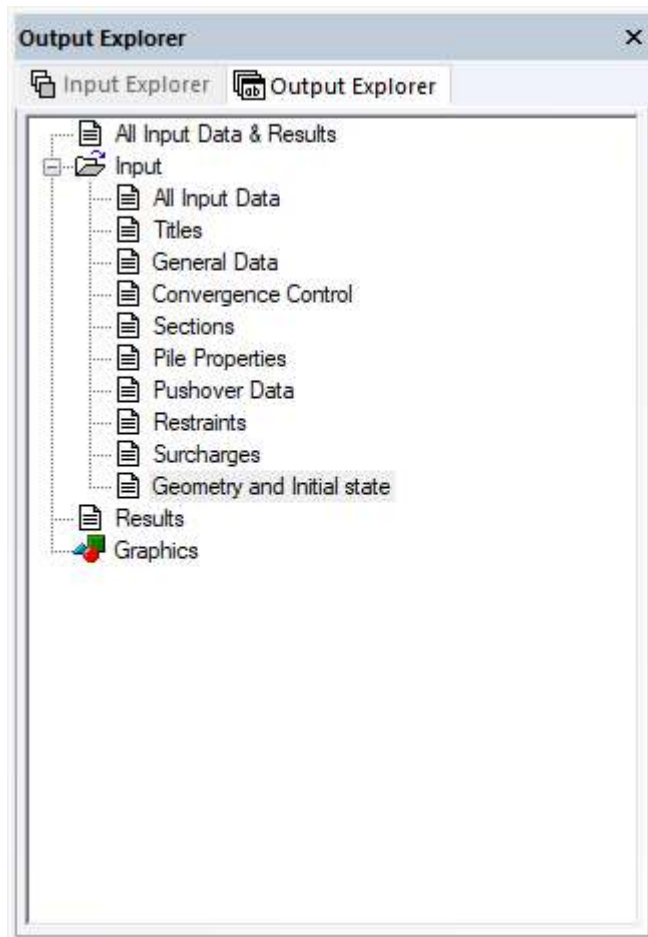 Output Explorer
Input Explorer Output Explorer
All Input Data & Results
Input
All Input Data
Titles
General Data
Convergence Control
Sections
Pile Properties
Pushover Data
Restraints
Surcharges
Geometry and Initial state
Results
Graphics